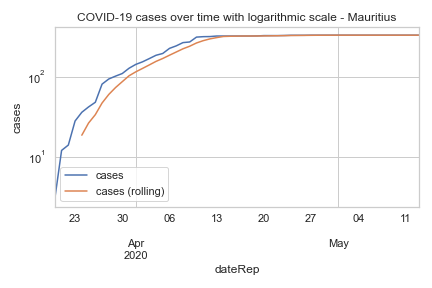 COVID-19 cases over time with logarithmic scale - Mauritius
cases
10²
10¹
cases
cases (rolling)
23 30 06 13 20 27 04 11
Apr May
2020
dateRep